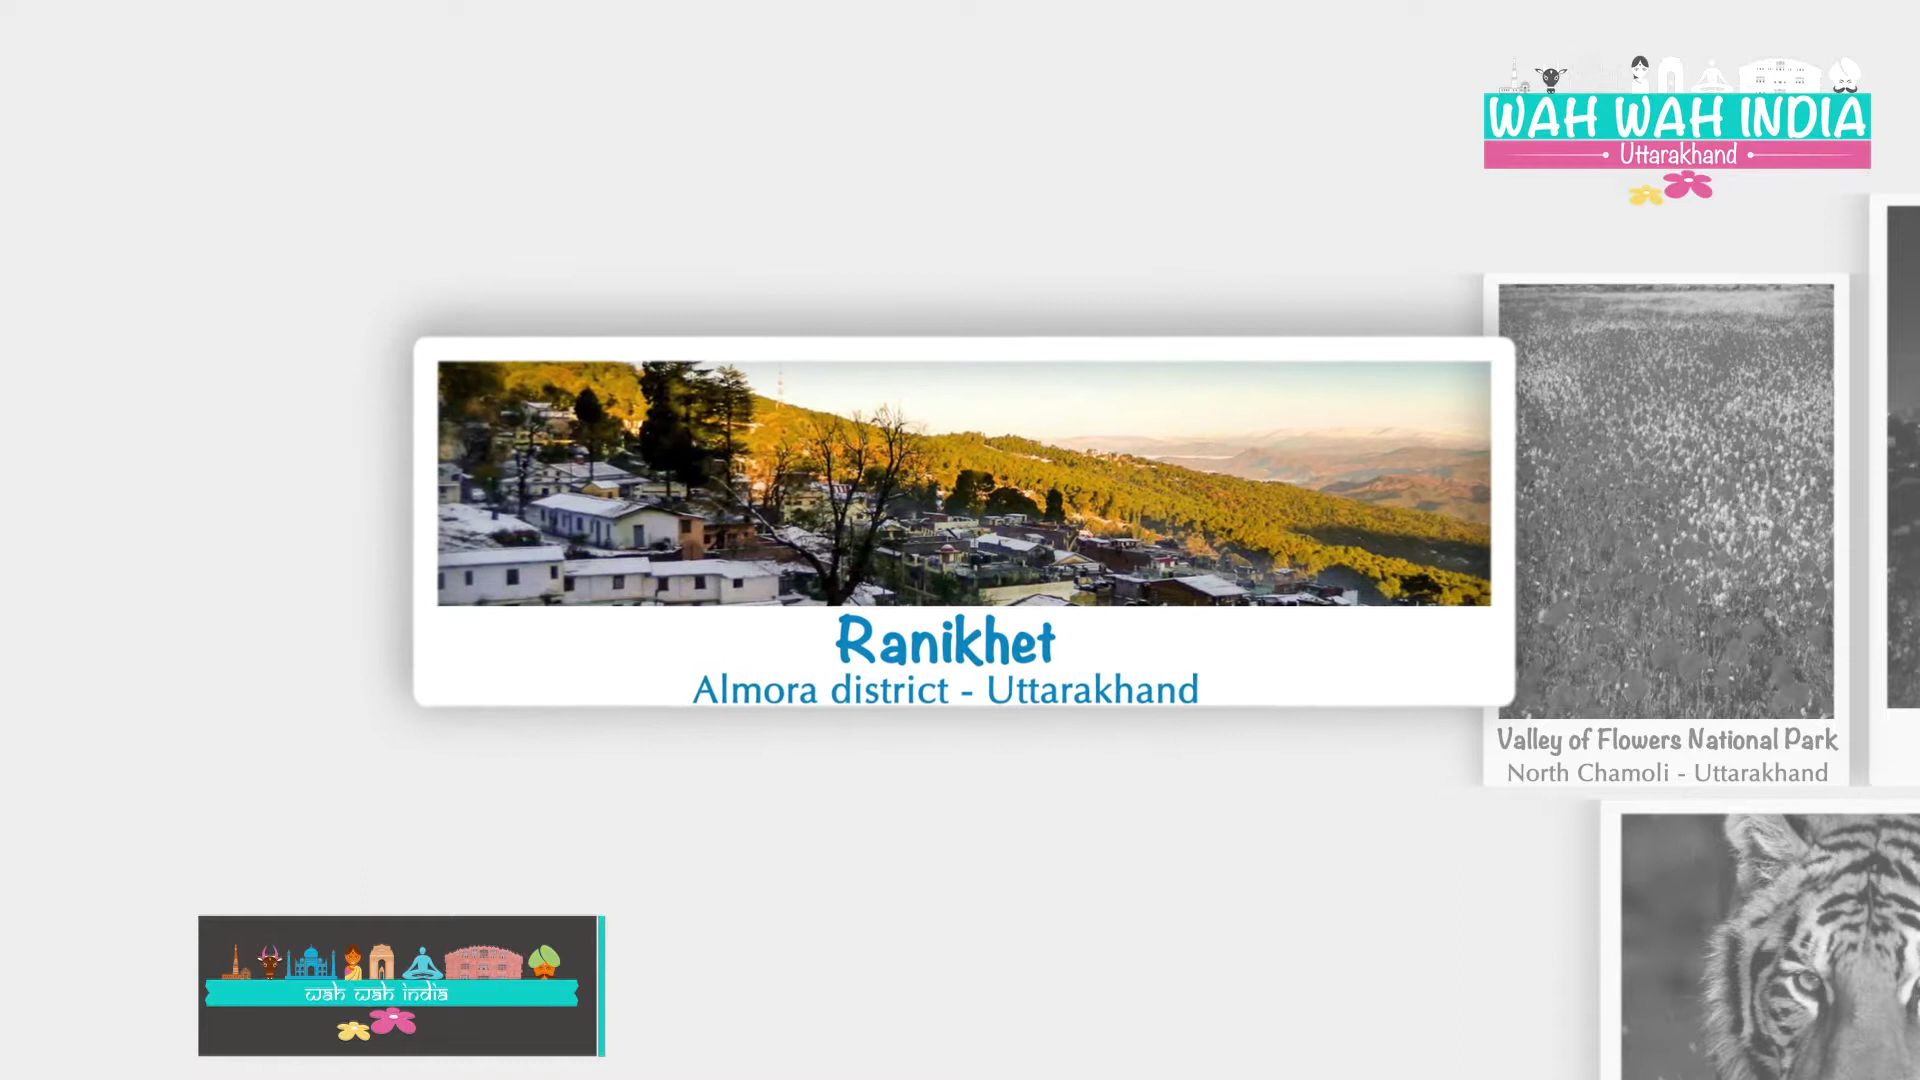 WAH WAH INDIA
Uttarakhand
Ranikhet
Almora district - Uttarakhand
Valley of Flowers National Park
North Chamoli - Uttarakhand
wah wah india